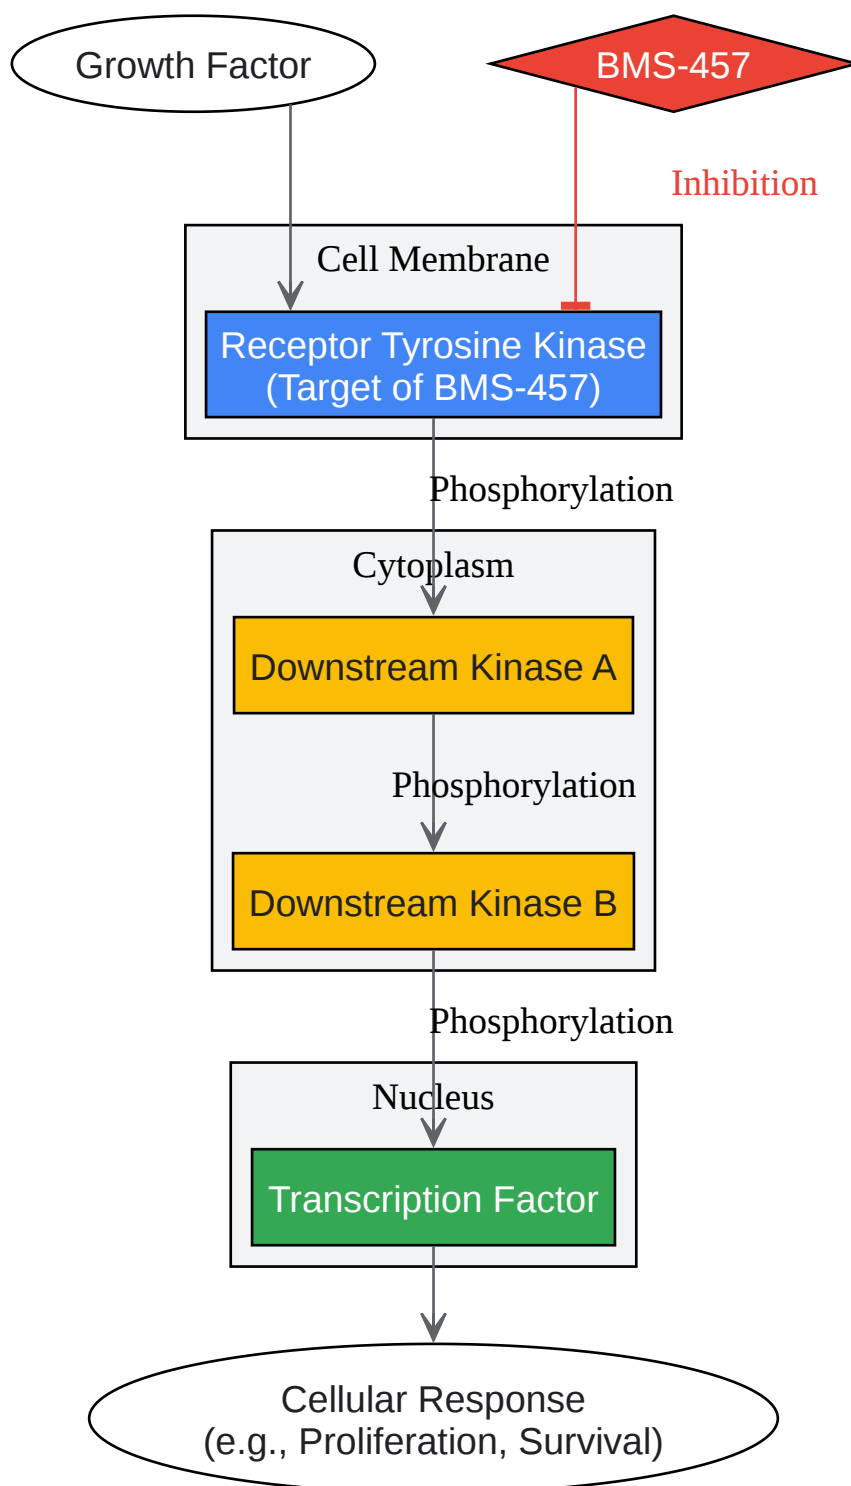 Growth Factor
BMS-457
Inhibition
Cell Membrane
Receptor Tyrosine Kinase
(Target of BMS-457)
Phosphorylation
Cytoplasm
Downstream Kinase A
Phosphorylation
Downstream Kinase B
Phosphorylation
Nucleus
Transcription Factor
Cellular Response
(e.g., Proliferation, Survival)